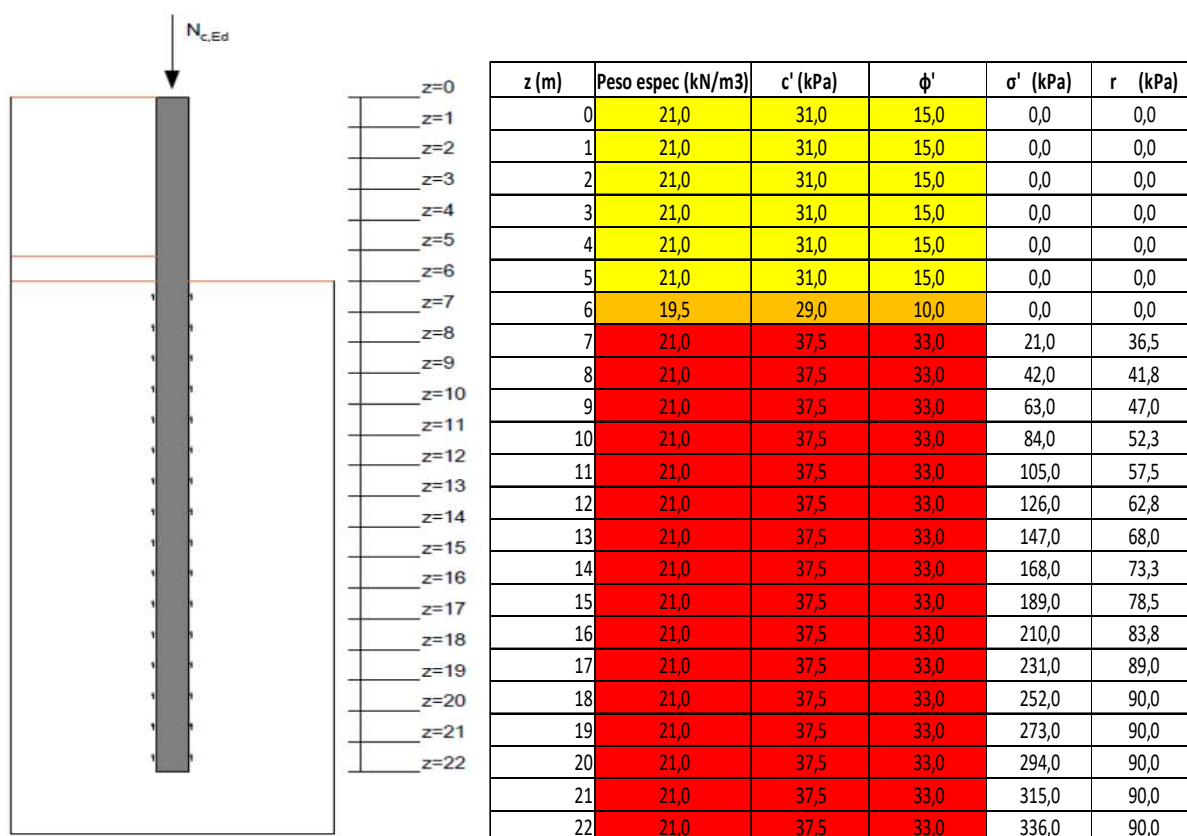 N c,Ed
z=0
z=1
z=2
z=3
z=4
z=5
z=6
z=7
z=8
z=9
z=10
z=11
z=12
z=13
z=14
z=15
z=16
z=17
z=18
z=19
z=20
z=21
z=22
z (m) Peso espec (kN/m3) c' (kPa) ϕ' σ' (kPa) r (kPa)
0 21,0 31,0 15,0 0,0 0,0
1 21,0 31,0 15,0 0,0 0,0
2 21,0 31,0 15,0 0,0 0,0
3 21,0 31,0 15,0 0,0 0,0
4 21,0 31,0 15,0 0,0 0,0
5 21,0 31,0 15,0 0,0 0,0
6 19,5 29,0 10,0 0,0 0,0
7 21,0 37,5 33,0 21,0 36,5
8 21,0 37,5 33,0 42,0 41,8
9 21,0 37,5 33,0 63,0 47,0
10 21,0 37,5 33,0 84,0 52,3
11 21,0 37,5 33,0 105,0 57,5
12 21,0 37,5 33,0 126,0 62,8
13 21,0 37,5 33,0 147,0 68,0
14 21,0 37,5 33,0 168,0 73,3
15 21,0 37,5 33,0 189,0 78,5
16 21,0 37,5 33,0 210,0 83,8
17 21,0 37,5 33,0 231,0 89,0
18 21,0 37,5 33,0 252,0 90,0
19 21,0 37,5 33,0 273,0 90,0
20 21,0 37,5 33,0 294,0 90,0
21 21,0 37,5 33,0 315,0 90,0
22 21,0 37,5 33,0 336,0 90,0